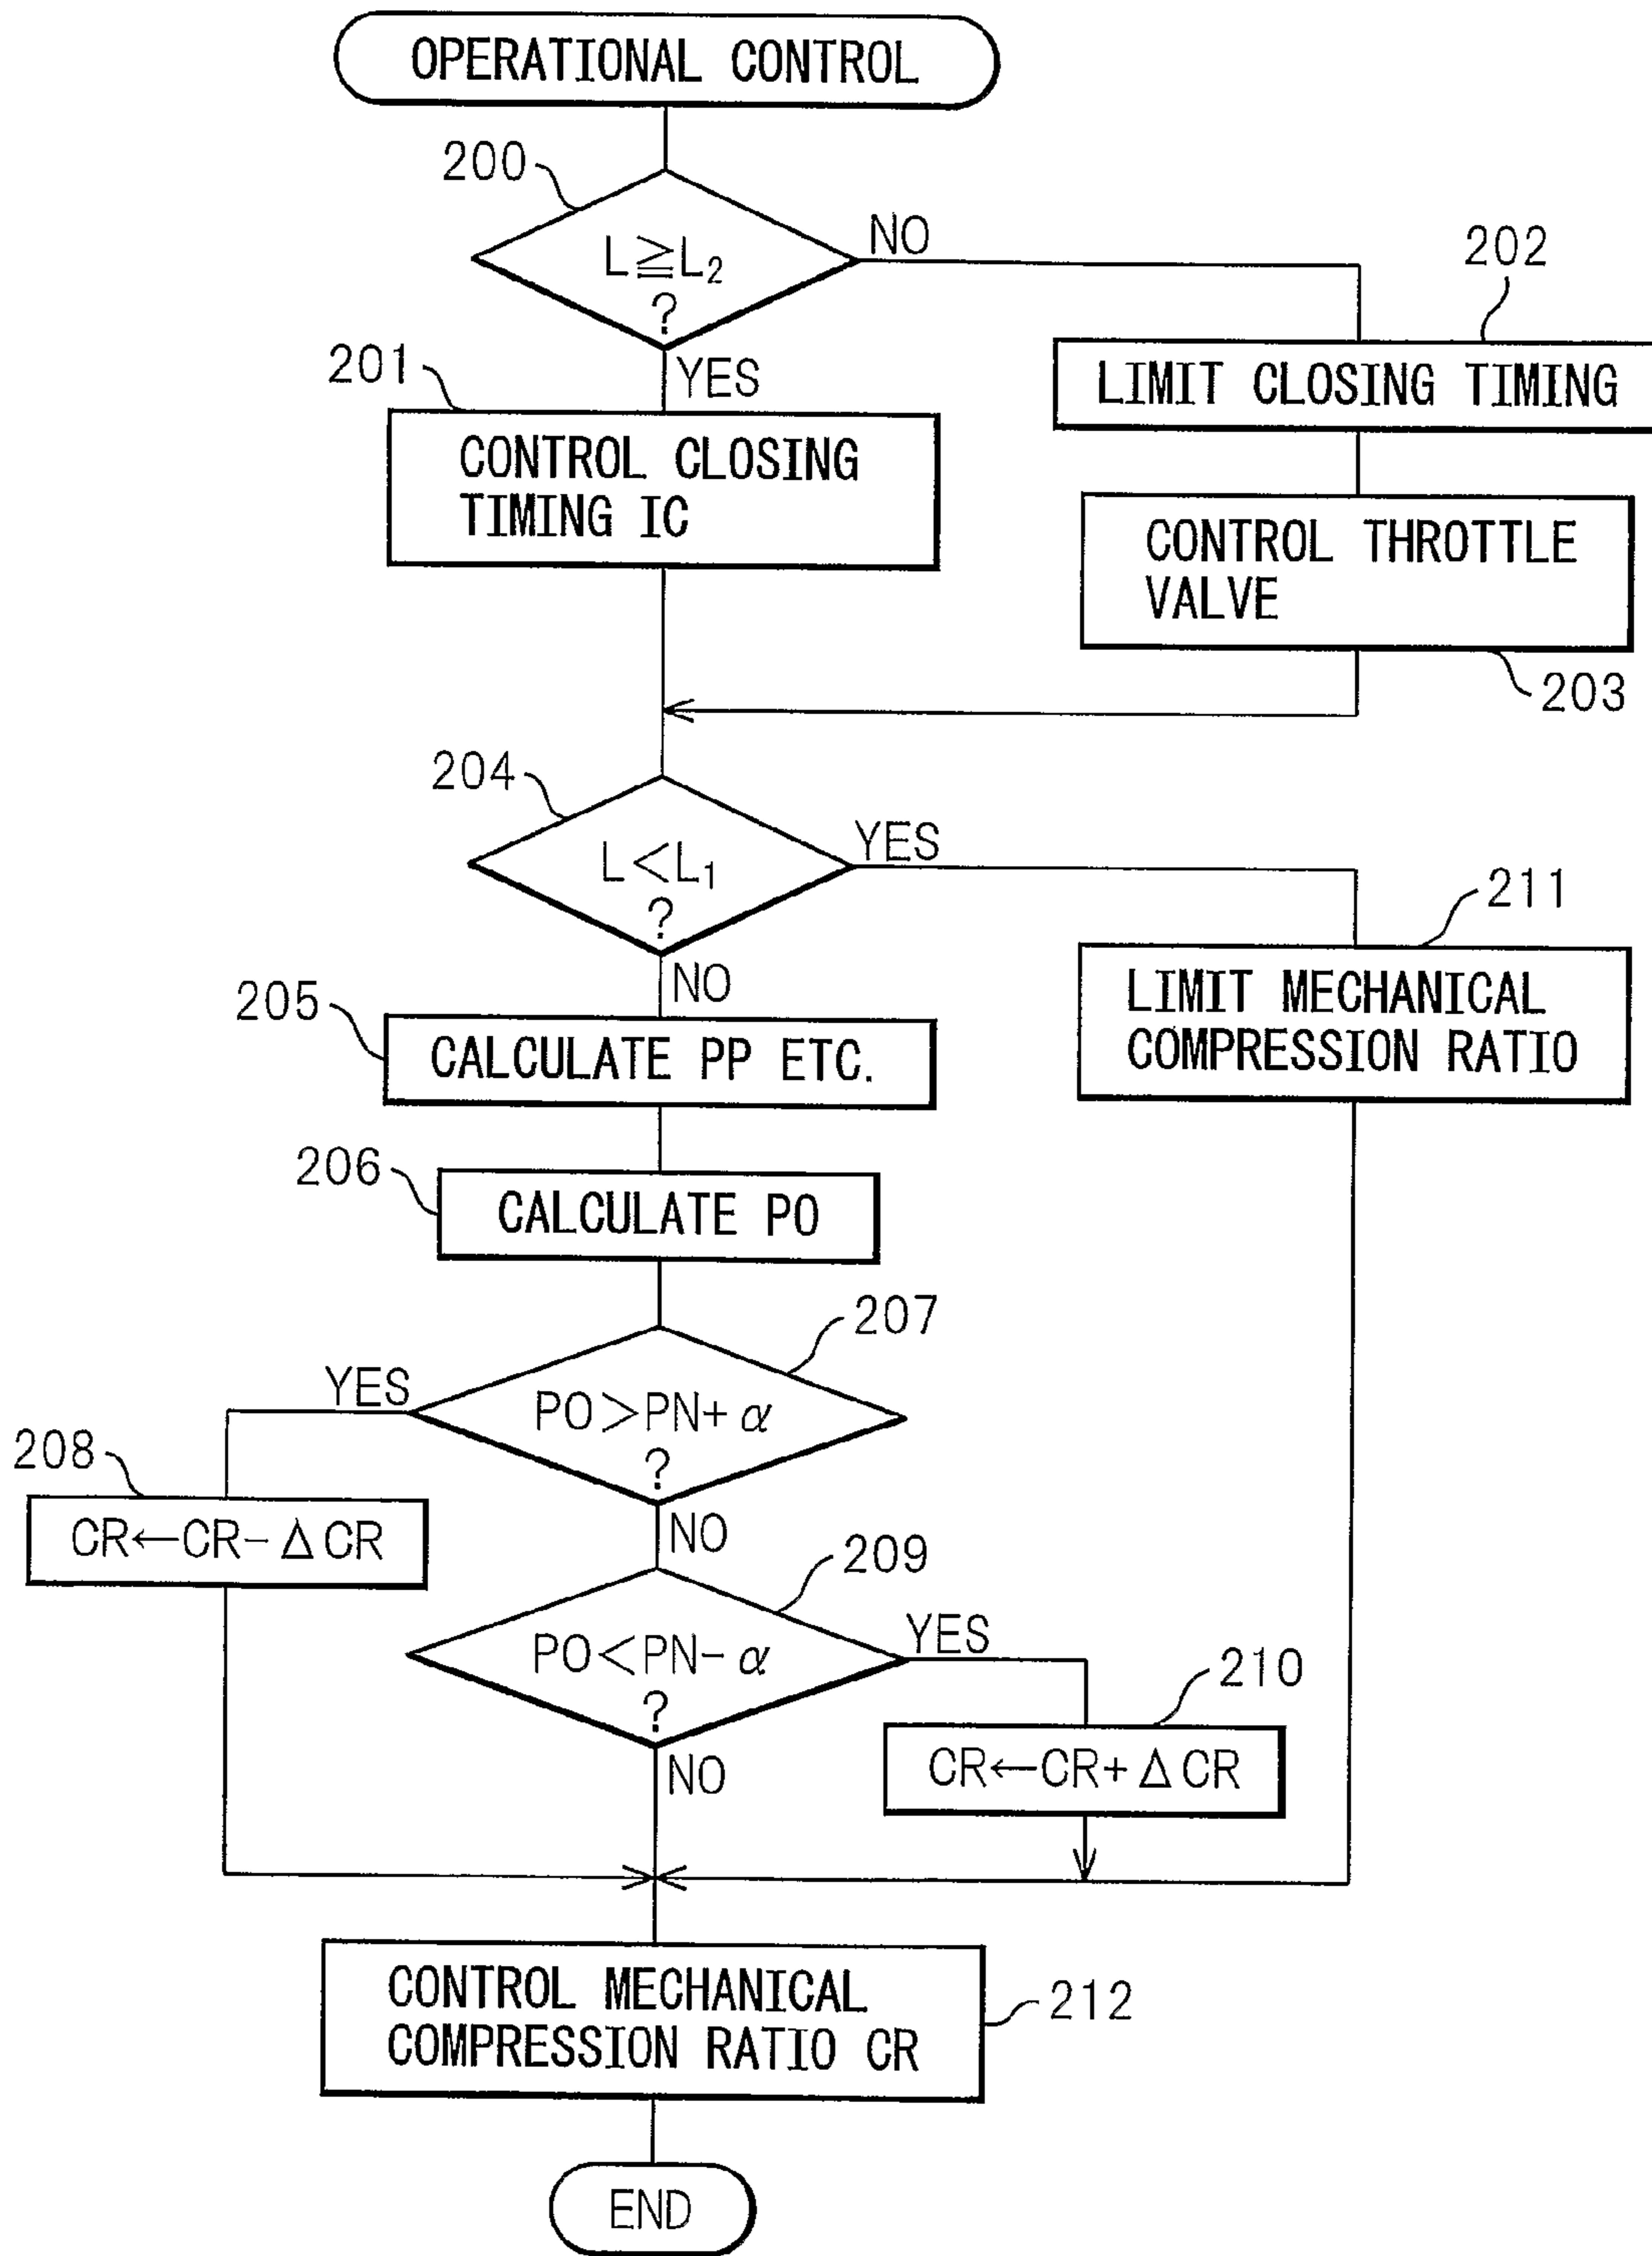 OPERATIONAL CONTROL
200
L≧L₂
?
NO
YES
202
LIMIT CLOSING TIMING
201
CONTROL CLOSING
TIMING IC
CONTROL THROTTLE
VALVE
203
204
L<L₁
?
YES
NO
211
LIMIT MECHANICAL
COMPRESSION RATIO
205
CALCULATE PP ETC.
206
CALCULATE PO
207
PO>PN+α
?
YES
NO
208
CR←CR-ΔCR
209
PO<PN-α
?
YES
NO
210
CR←CR+ΔCR
CONTROL MECHANICAL
COMPRESSION RATIO CR
212
END